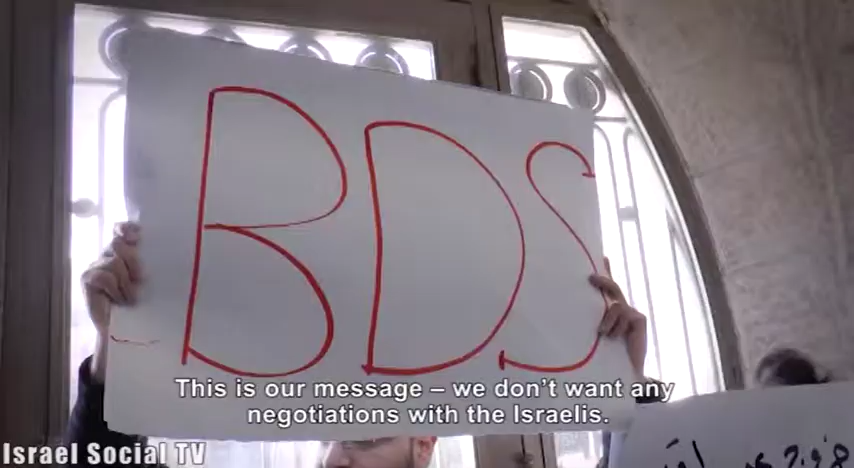 BDS
This is our message – we don't want any
negotiations with the Israelis.
Israel Social TV